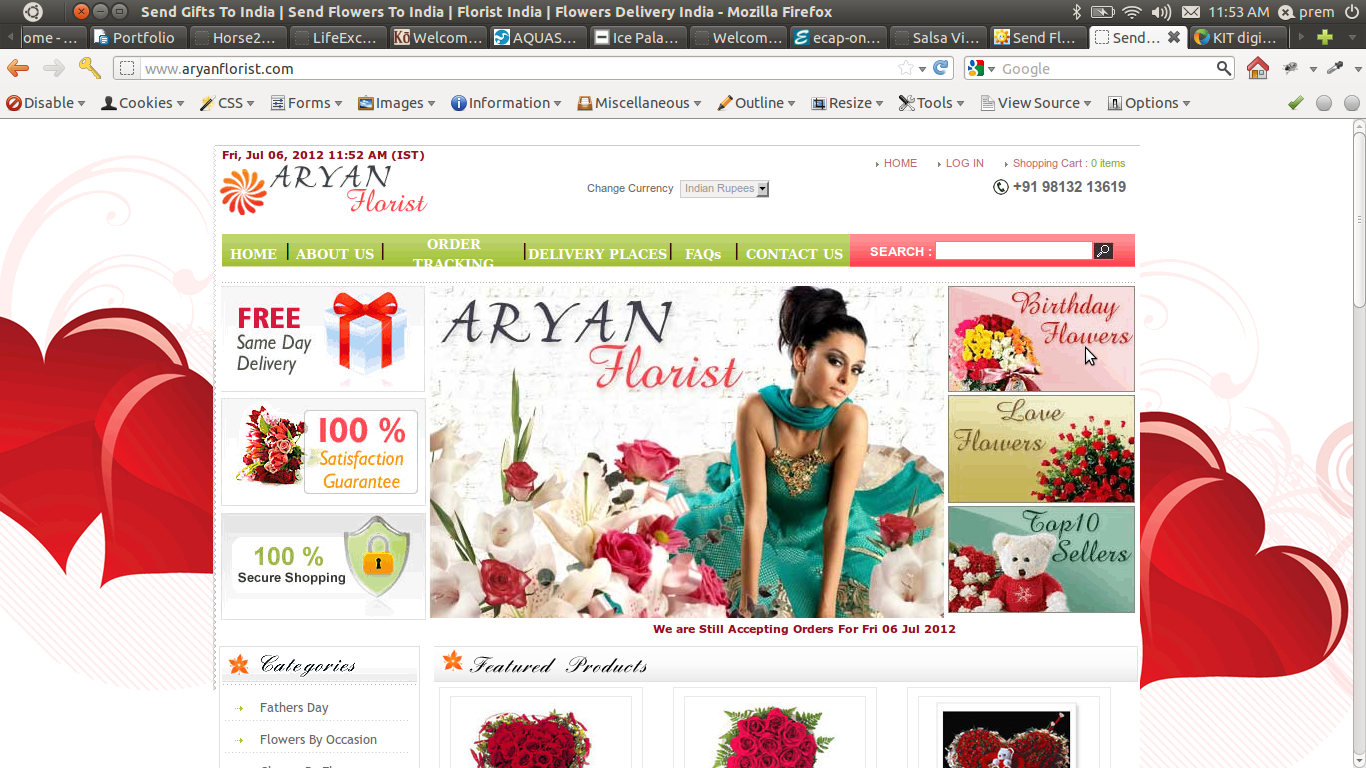 Send Gifts To India | Send Flowers To India | Florist India | Flowers Delivery India - Mozilla Firefox
11:53 AM prem
ome - ... Portfolio Horse2... LifeExc... Welcom... AQUAS... Ice Pala... Welcom... ecap-on... Salsa Vi... Send Fl... Send... KIT digi...
www.aryanflorist.com
Google
Disable Cookies CSS Forms Images Information Miscellaneous Outline Resize Tools View Source Options
Fri, Jul 06, 2012 11:52 AM (IST)
ARYAN
Florist
Change Currency Indian Rupees
HOME LOG IN Shopping Cart : 0 items
+91 98132 13619
HOME ABOUT US ORDER TRACKING DELIVERY PLACES FAQs CONTACT US SEARCH :
FREE
Same Day
Delivery
100 %
Satisfaction
Guarantee
100 %
Secure Shopping
ARYAN
Florist
Birthday
Flowers
Love
Flowers
Top10
Sellers
We are Still Accepting Orders For Fri 06 Jul 2012
Categories
Fathers Day
Flowers By Occasion
Featured Products